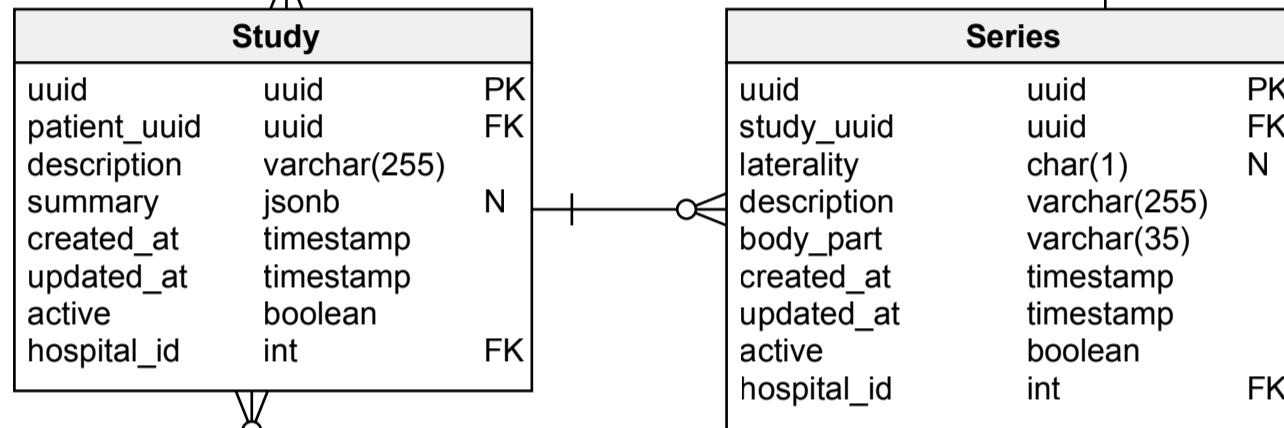 Study
uuid uuid PK
patient_uuid uuid FK
description varchar(255)
summary jsonb N
created_at timestamp
updated_at timestamp
active boolean
hospital_id int FK
Series
uuid uuid PK
study_uuid uuid FK
laterality char(1) N
description varchar(255)
body_part varchar(35)
created_at timestamp
updated_at timestamp
active boolean
hospital_id int FK